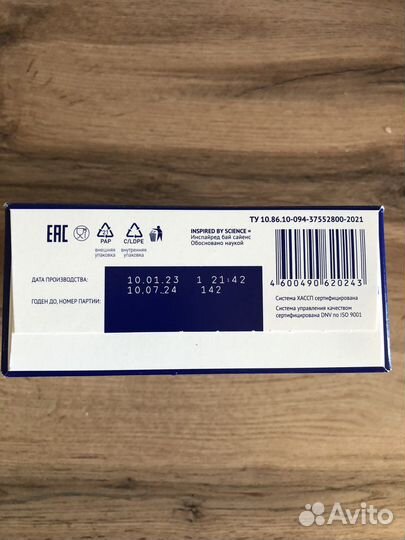 ТУ 10.86.10-094-37552800-2021
EAC
21
PAP
внешняя
упаковка
C/LDPE
внутренняя
упаковка
INSPIRED BY SCIENCE =
Инспайред бай сайенс
Обосновано наукой
ДАТА ПРОИЗВОДСТВА: 10.01.23 1 21:42
ГОДЕН ДО, НОМЕР ПАРТИИ: 10.07.24 142
4 600490 620243
Система ХАССП сертифицирована
Система управления качеством
сертифицирована DNV по ISO 9001
Avito